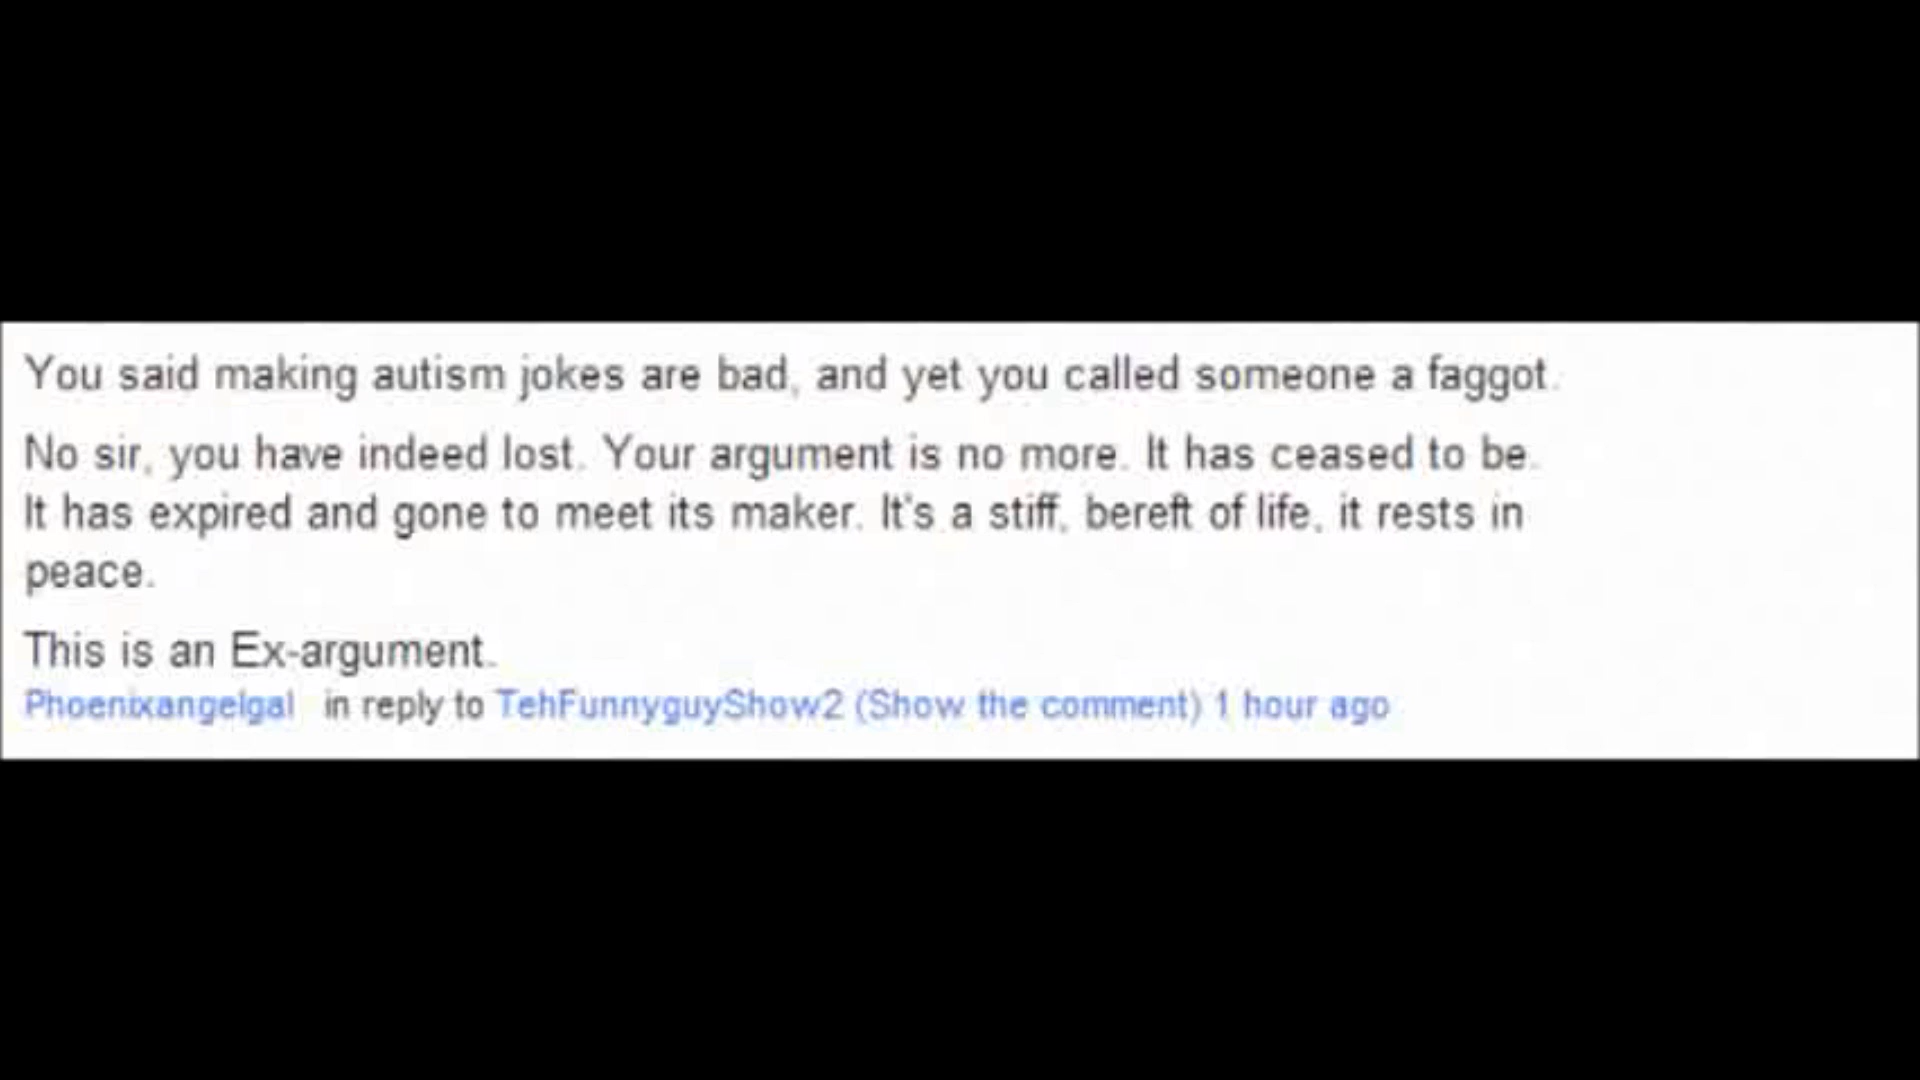 You said making autism jokes are bad, and yet you called someone a faggot.
No sir, you have indeed lost. Your argument is no more. It has ceased to be.
It has expired and gone to meet its maker. It's a stiff, bereft of life, it rests in
peace.
This is an Ex-argument.
Phoenixangelgal in reply to TehFunnyguyShow2 (Show the comment) 1 hour ago